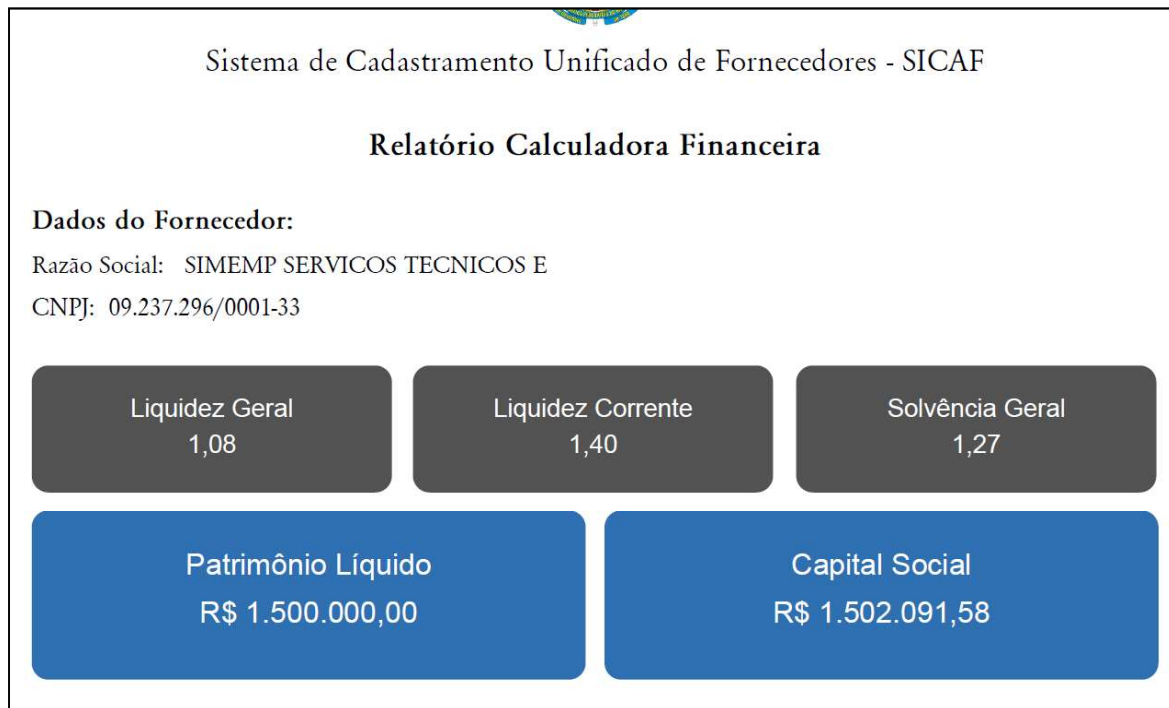 Sistema de Cadastramento Unificado de Fornecedores - SICAF
Relatório Calculadora Financeira
Dados do Fornecedor:
Razão Social: SIMEMP SERVICOS TECNICOS E
CNPJ: 09.237.296/0001-33
Liquidez Geral
1,08
Liquidez Corrente
1,40
Solvência Geral
1,27
Patrimônio Líquido
R$ 1.500.000,00
Capital Social
R$ 1.502.091,58